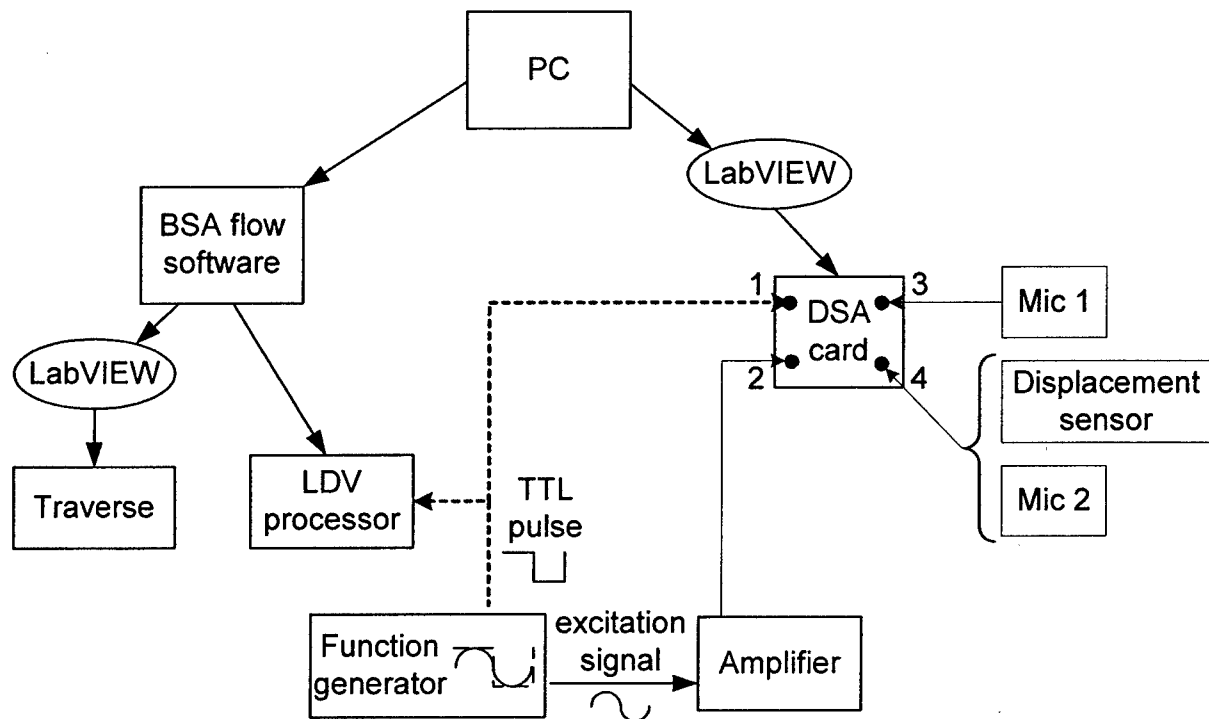 PC
LabVIEW
BSA flow
software
1
3
DSA
card
2
4
Mic 1
Displacement
sensor
Mic 2
LabVIEW
Traverse
LDV
processor
TTL
pulse
Function
generator
excitation
signal
Amplifier